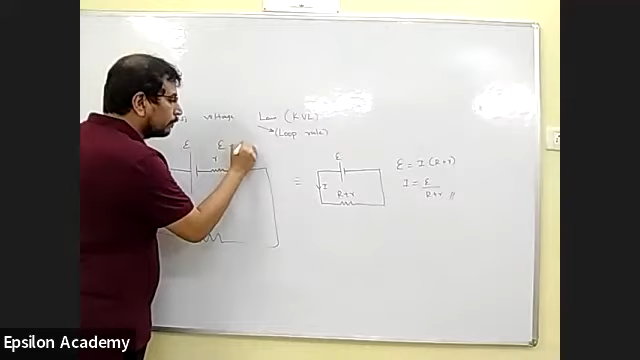 voltage Law (KVL)
(Loop rule)
ε
ε
r
≡
ε
I
R+r
ε = I (R+r)
I = ε / R+r //
Epsilon Academy